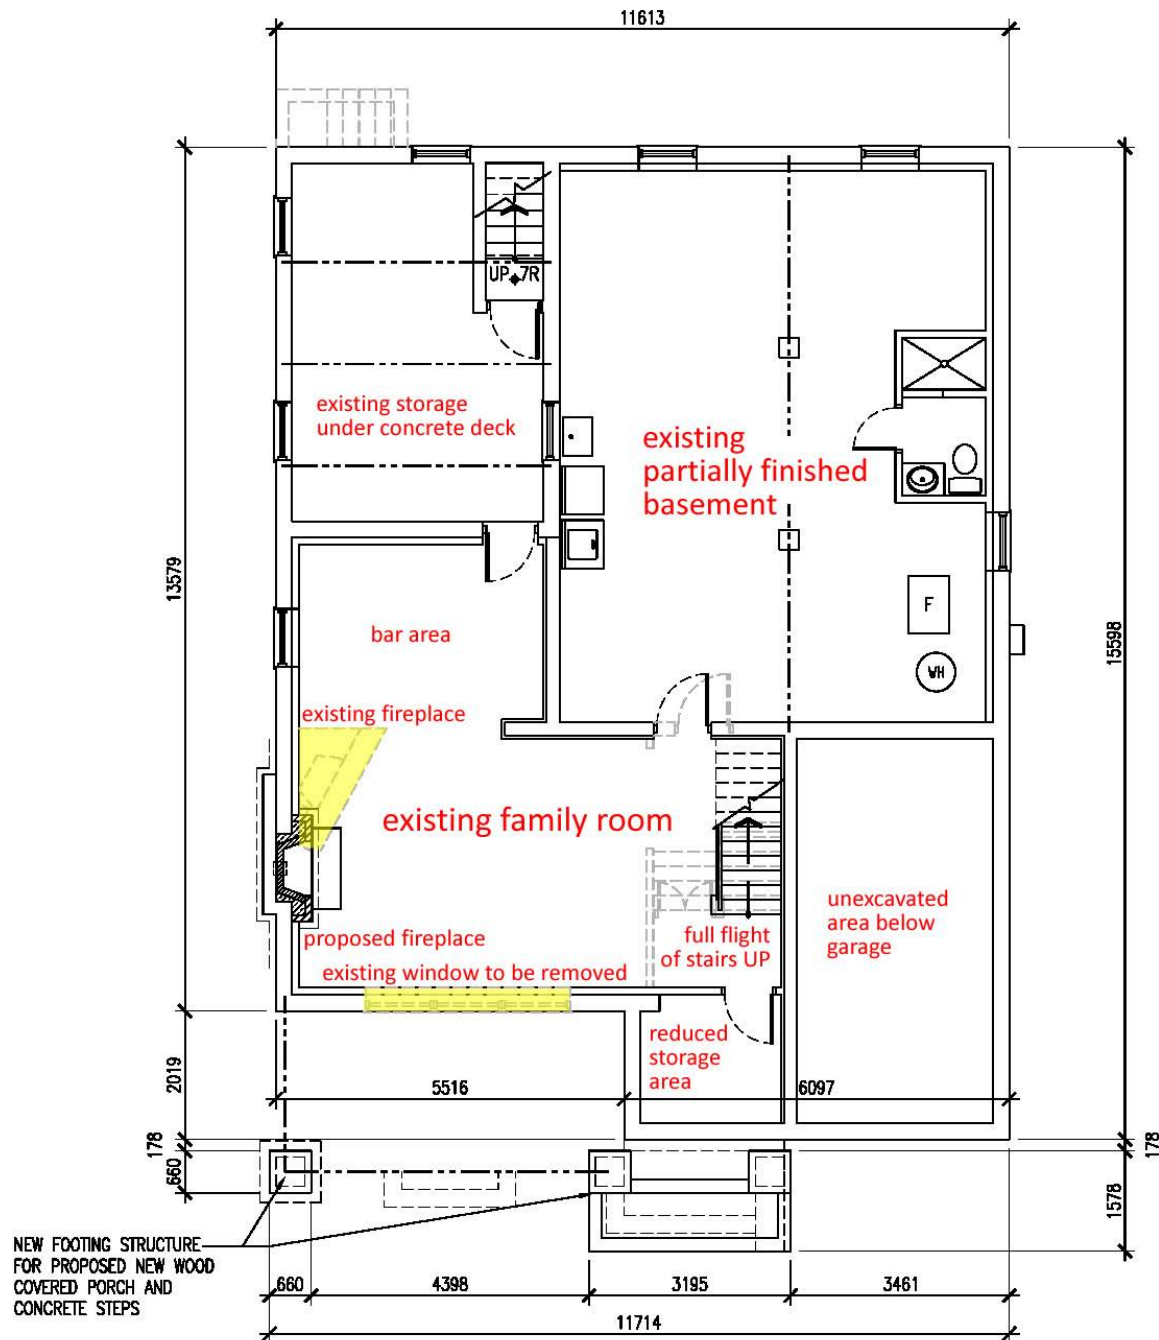 11613
UP 7R
existing storage
under concrete deck
existing
partially finished
basement
13579
15598
F
WH
bar area
existing fireplace
existing family room
unexcavated
area below
garage
proposed fireplace
full flight
of stairs UP
existing window to be removed
reduced
storage
area
2019
5516
6097
178
178
660
1578
NEW FOOTING STRUCTURE
FOR PROPOSED NEW WOOD
COVERED PORCH AND
CONCRETE STEPS
660
4398
3195
3461
11714